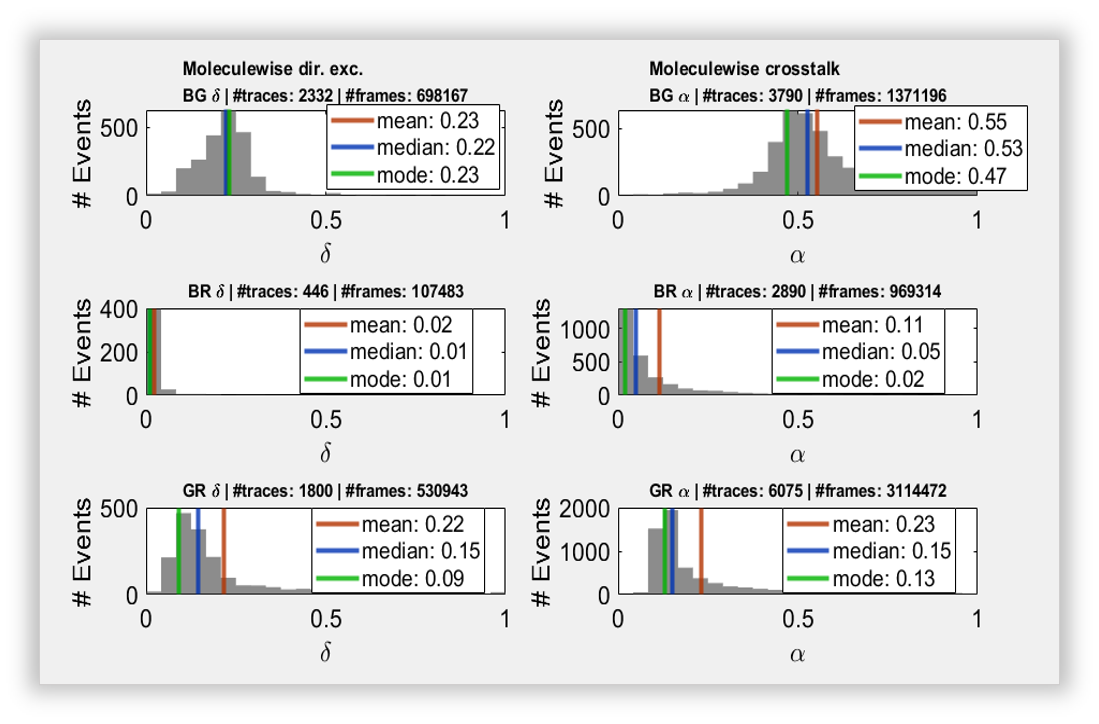 Moleculewise dir. exc.
BG δ | #traces: 2332 | #frames: 698167
# Events
500
0
mean: 0.23
median: 0.22
mode: 0.23
0 0.5 1
δ
Moleculewise crosstalk
BG α | #traces: 3790 | #frames: 1371196
# Events
500
0
mean: 0.55
median: 0.53
mode: 0.47
0 0.5 1
α
BR δ | #traces: 446 | #frames: 107483
# Events
400
200
0
mean: 0.02
median: 0.01
mode: 0.01
0 0.5 1
δ
BR α | #traces: 2890 | #frames: 969314
# Events
1000
500
0
mean: 0.11
median: 0.05
mode: 0.02
0 0.5 1
α
GR δ | #traces: 1800 | #frames: 530943
# Events
500
0
mean: 0.22
median: 0.15
mode: 0.09
0 0.5 1
δ
GR α | #traces: 6075 | #frames: 3114472
# Events
2000
1000
0
mean: 0.23
median: 0.15
mode: 0.13
0 0.5 1
α